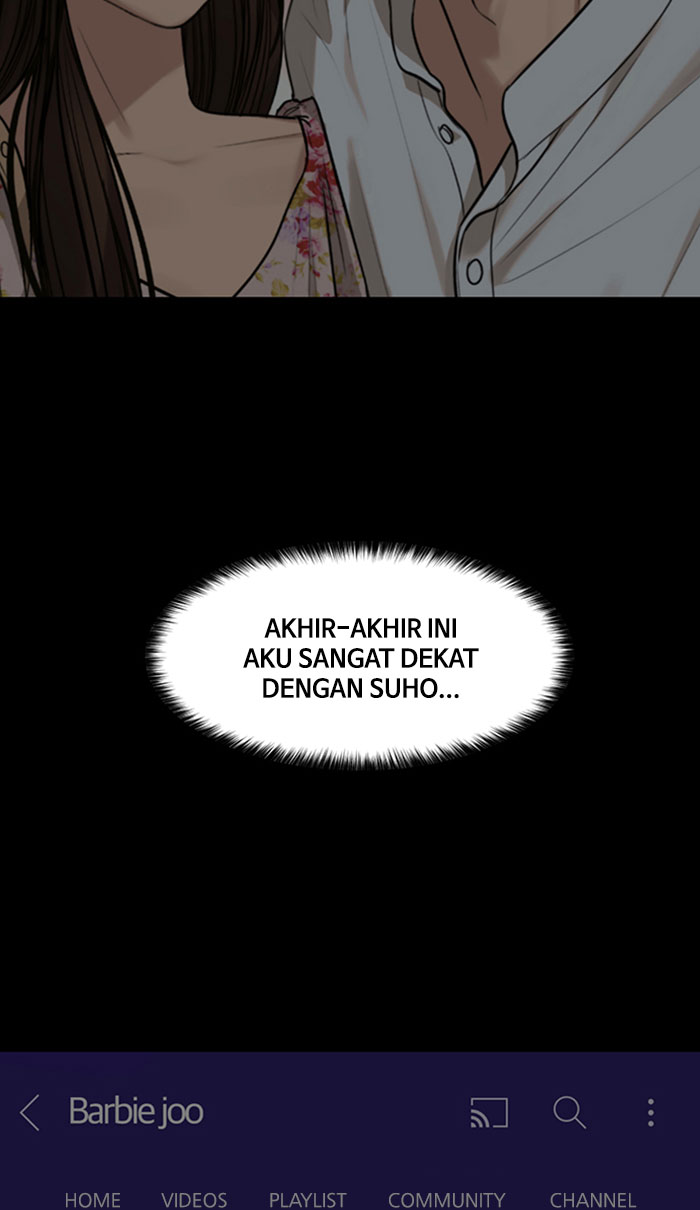 AKHIR-AKHIR INI
AKU SANGAT DEKAT
DENGAN SUHO...
Barbie joo
HOME VIDEOS PLAYLIST COMMUNITY CHANNEL